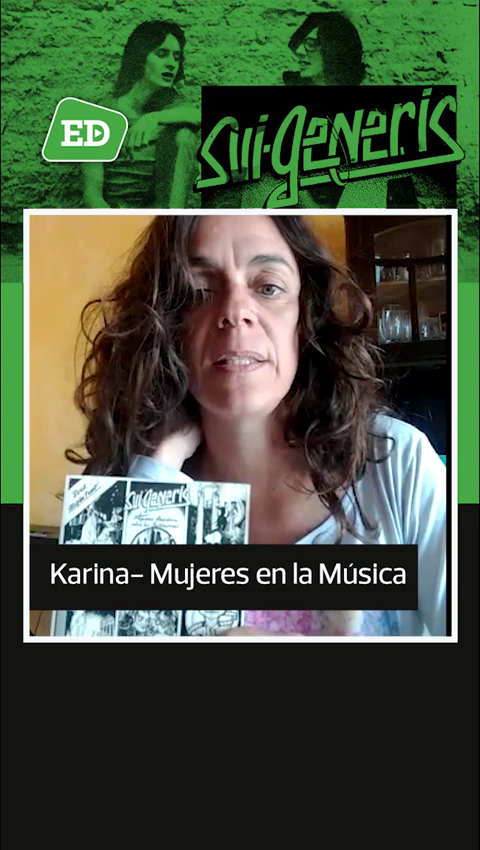 ED
Sui-Generis
Sui Generis
Karina- Mujeres en la Música